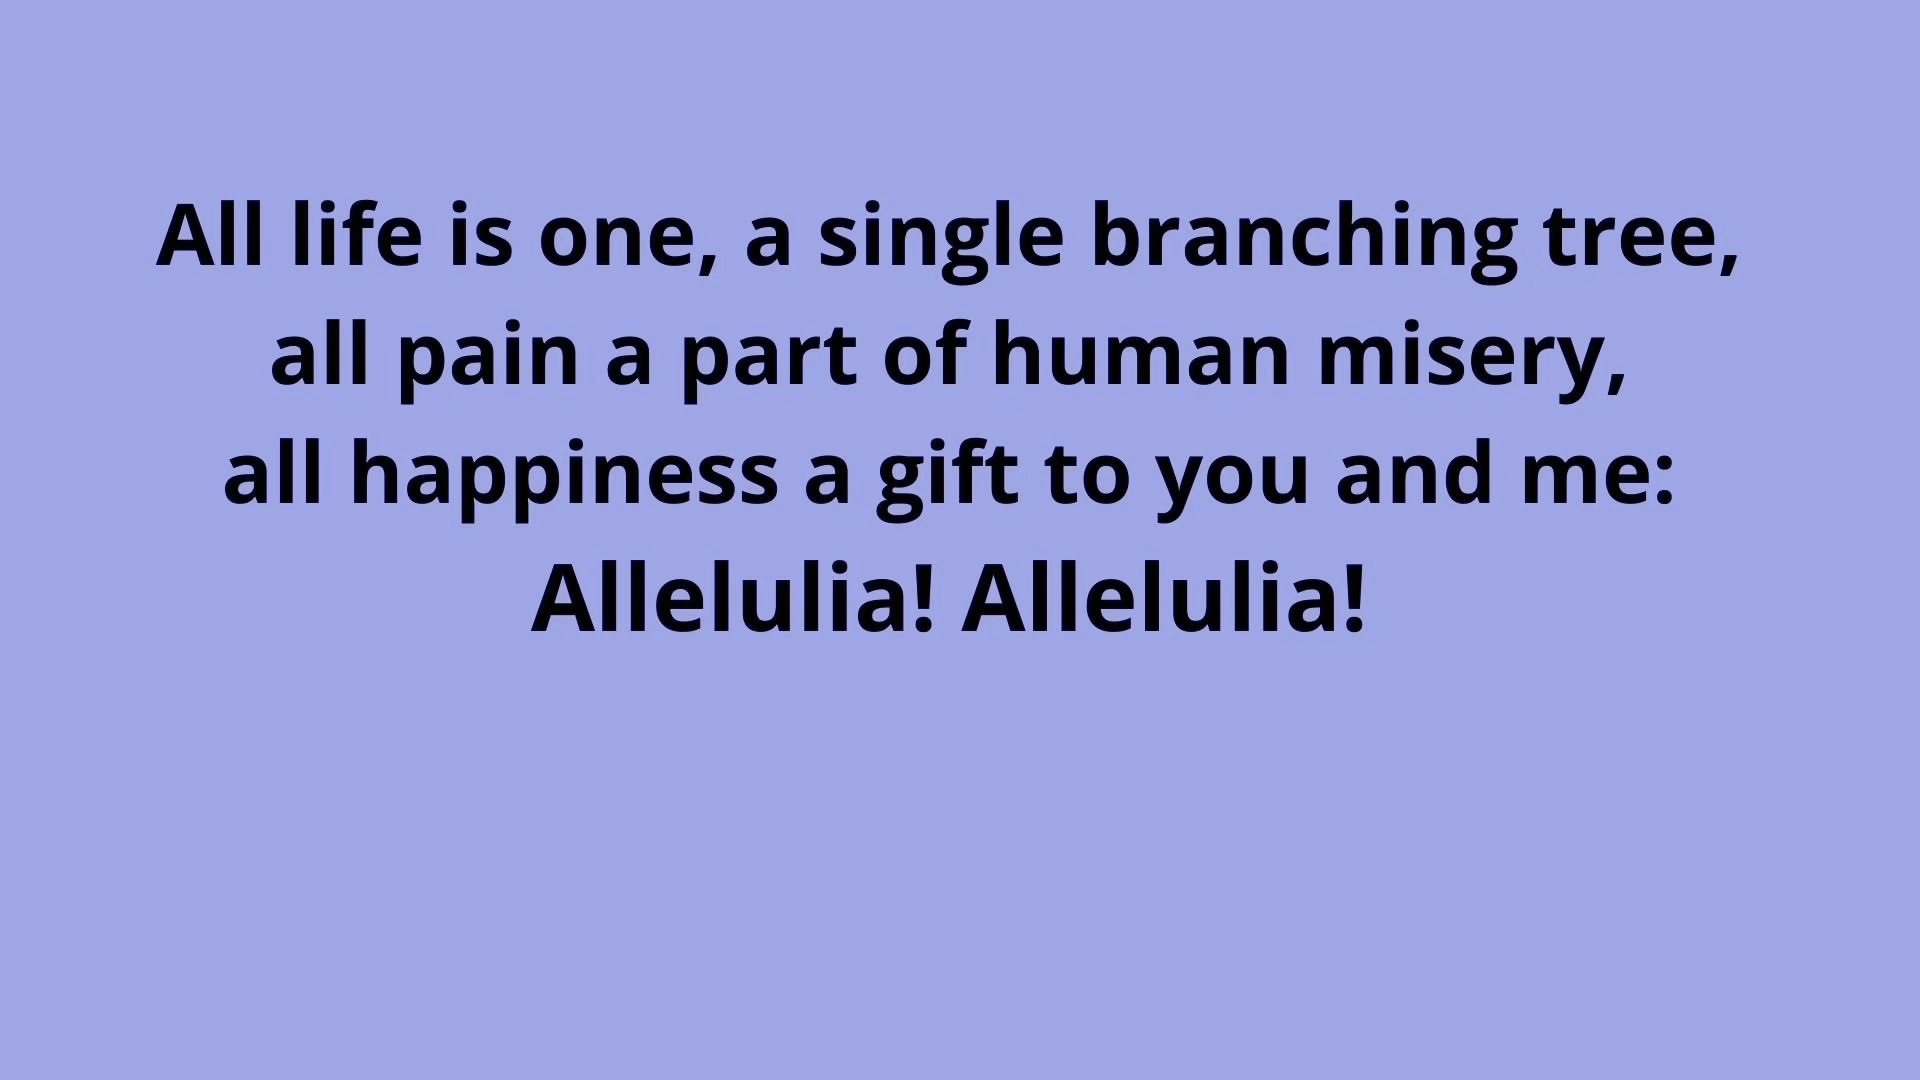 All life is one, a single branching tree,
all pain a part of human misery,
all happiness a gift to you and me:
Allelulia! Allelulia!